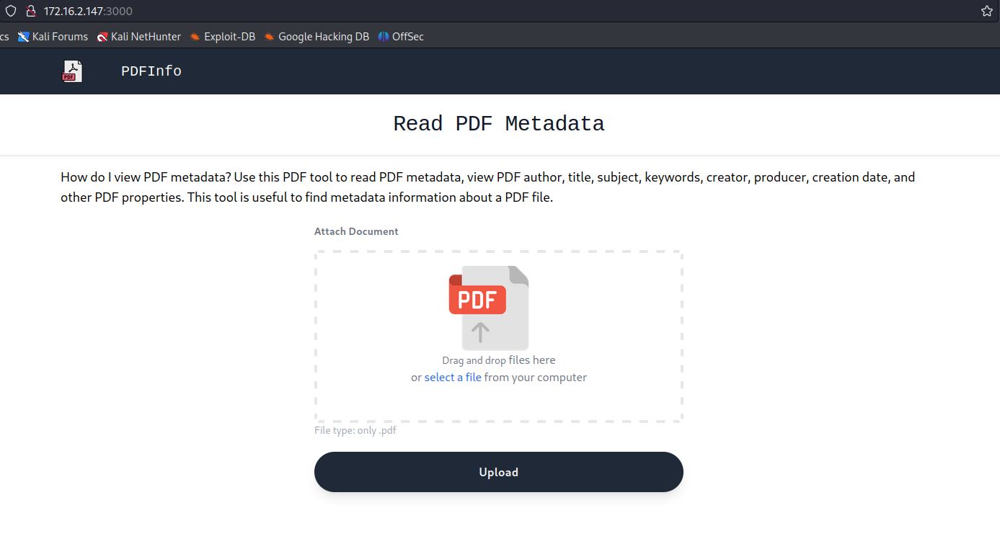 172.16.2.147:3000
cs Kali Forums Kali NetHunter Exploit-DB Google Hacking DB OffSec
PDF PDFInfo
Read PDF Metadata
How do I view PDF metadata? Use this PDF tool to read PDF metadata, view PDF author, title, subject, keywords, creator, producer, creation date, and
other PDF properties. This tool is useful to find metadata information about a PDF file.
Attach Document
PDF
Drag and drop files here
or select a file from your computer
File type: only .pdf
Upload